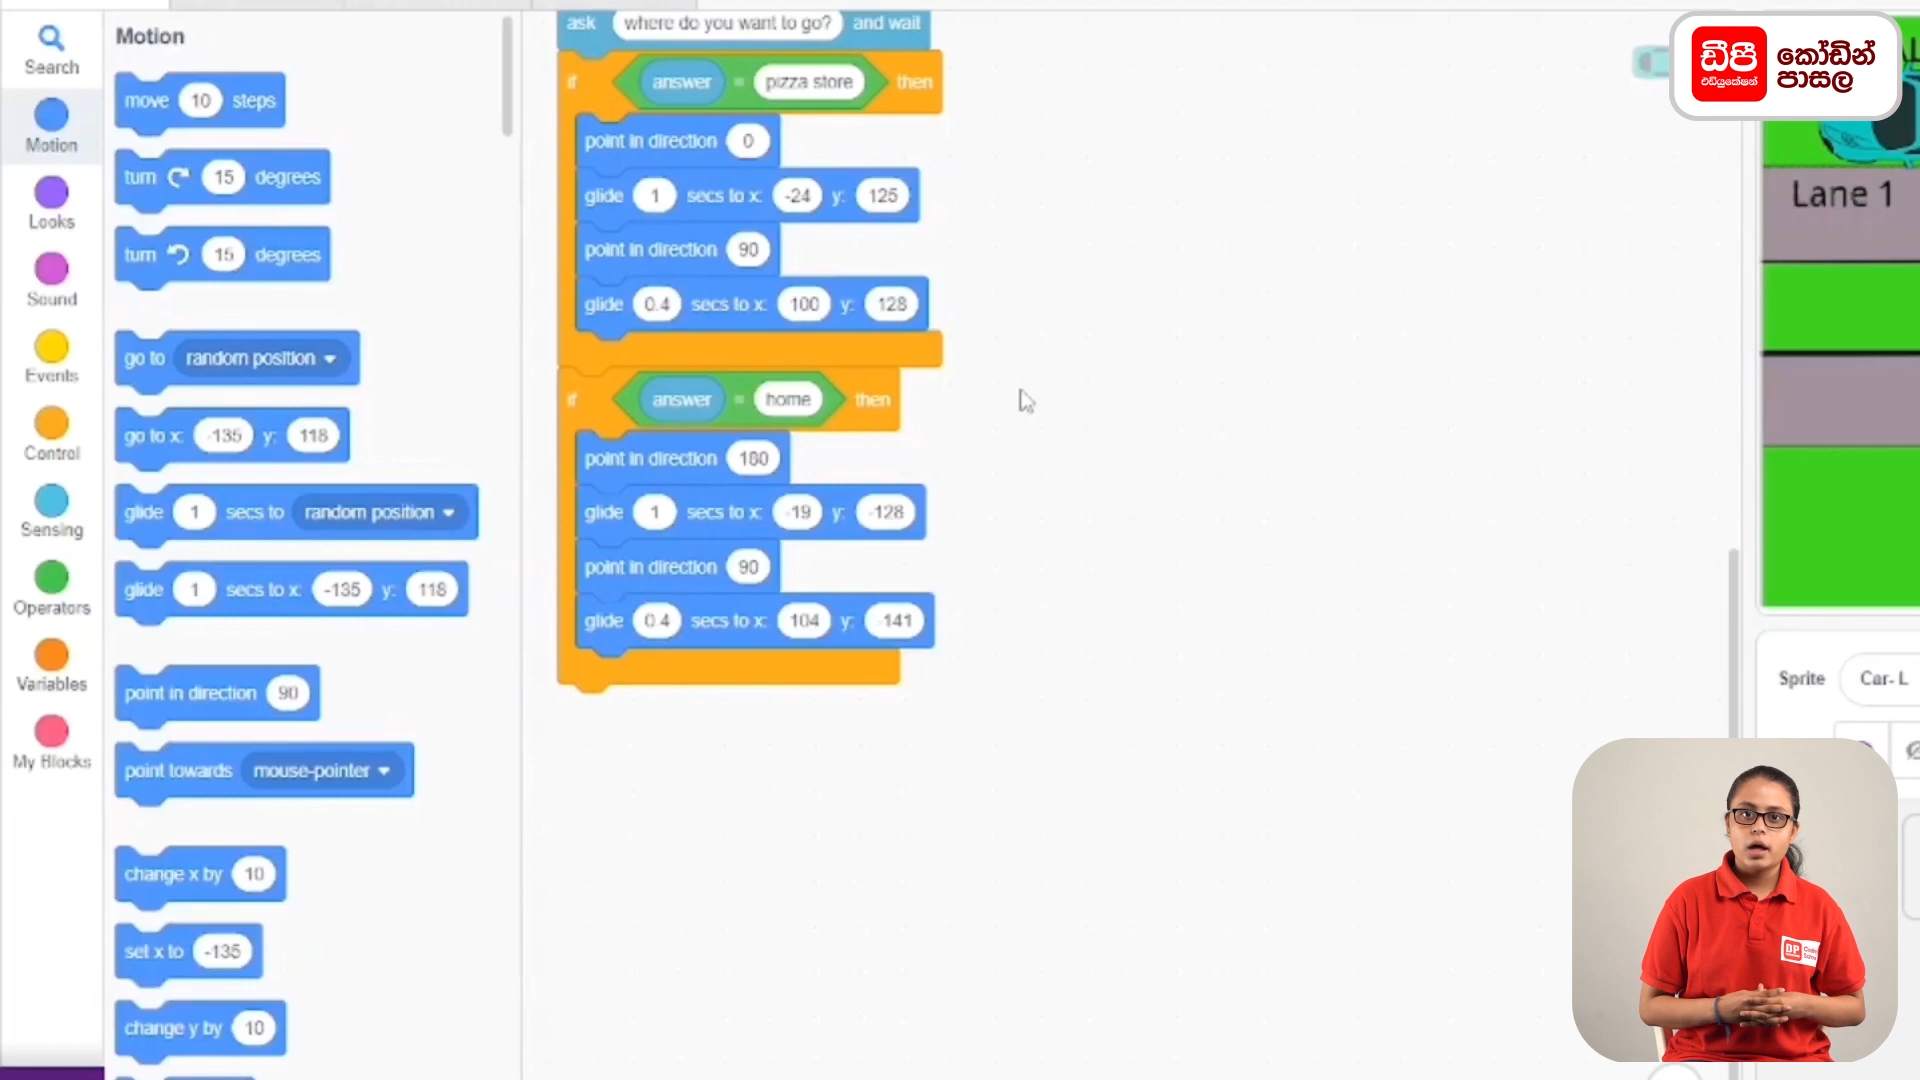 Search
Motion
Looks
Sound
Events
Control
Sensing
Operators
Variables
My Blocks
Motion
move 10 steps
turn 15 degrees
turn 15 degrees
go to random position
go to x: -135 y: 118
glide 1 secs to random position
glide 1 secs to x: -135 y: 118
point in direction 90
point towards mouse-pointer
change x by 10
set x to -135
change y by 10
ask where do you want to go? and wait
if answer = pizza store then
point in direction 0
glide 1 secs to x: -24 y: 125
point in direction 90
glide 0.4 secs to x: 100 y: 128
if answer = home then
point in direction 180
glide 1 secs to x: -19 y: -128
point in direction 90
glide 0.4 secs to x: 104 y: -141
ඩීපී
එඩියුකේෂන්
කෝඩින්
පාසල
Lane 1
Sprite Car- L
DP